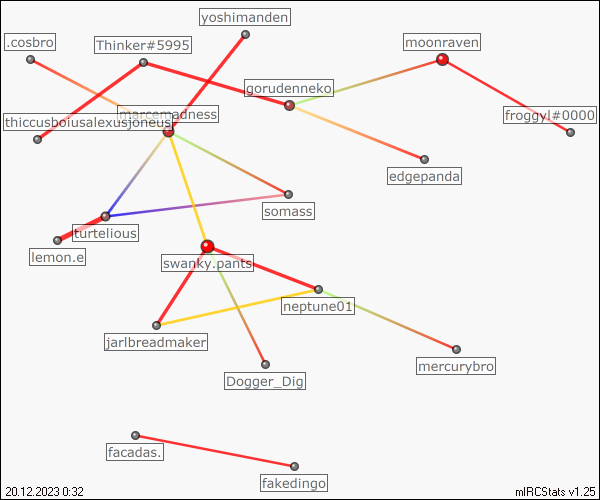 yoshimanden
.cosbro
Thinker#5995
moonraven
gorudenneko
marcemadness
thiccusboiusalexusjoneus
froggyl#0000
edgepanda
somass
turtelious
lemon.e
swanky.pants
neptune01
jarlbreadmaker
mercurybro
Dogger_Dig
facadas.
fakedingo
20.12.2023 0:32
mIRCStats v1.25